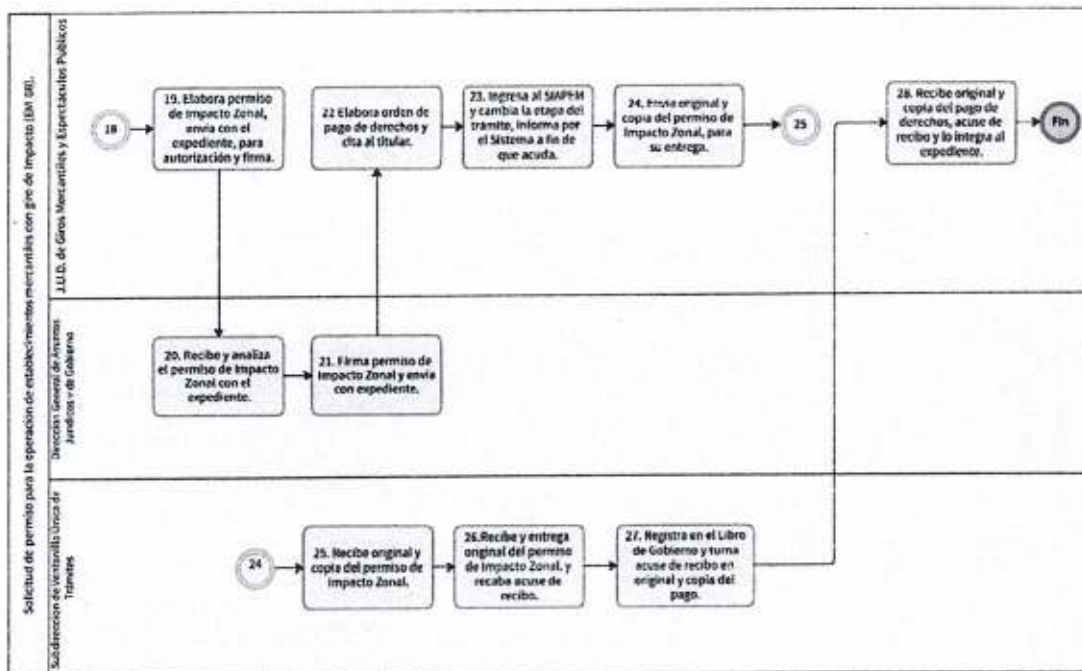 Solicitud de permiso para la operación de establecimientos mercantiles con giro de Impacto (EM 08).
J.U.D. de Giros Mercantiles y Espectáculos Públicos
18
19. Elabora permiso
de Impacto Zonal,
envía con el
expediente, para
autorización y firma.
22 Elabora orden de
pago de derechos y
cita al titular.
23. Ingresa al SIAPEM
y cambia la etapa del
trámite, informa por
el Sistema a fin de
que acuda.
24. Envía original y
copia del permiso de
Impacto Zonal, para
su entrega.
25
28. Recibe original y
copia del pago de
derechos, acuse de
recibo y lo integra al
expediente.
Fin
Dirección General de Asuntos
Jurídicos y de Gobierno
20. Recibe y analiza
el permiso de Impacto
Zonal con el
expediente.
21. Firma permiso de
Impacto Zonal y envía
con expediente.
Subdirección de Ventanilla Única de
Trámites
24
25. Recibe original y
copia del permiso de
Impacto Zonal.
26.Recibe y entrega
original del permiso
de Impacto Zonal, y
recaba acuse de
recibo.
27. Registra en el Libro
de Gobierno y turna
acuse de recibo en
original y copia del
pago.